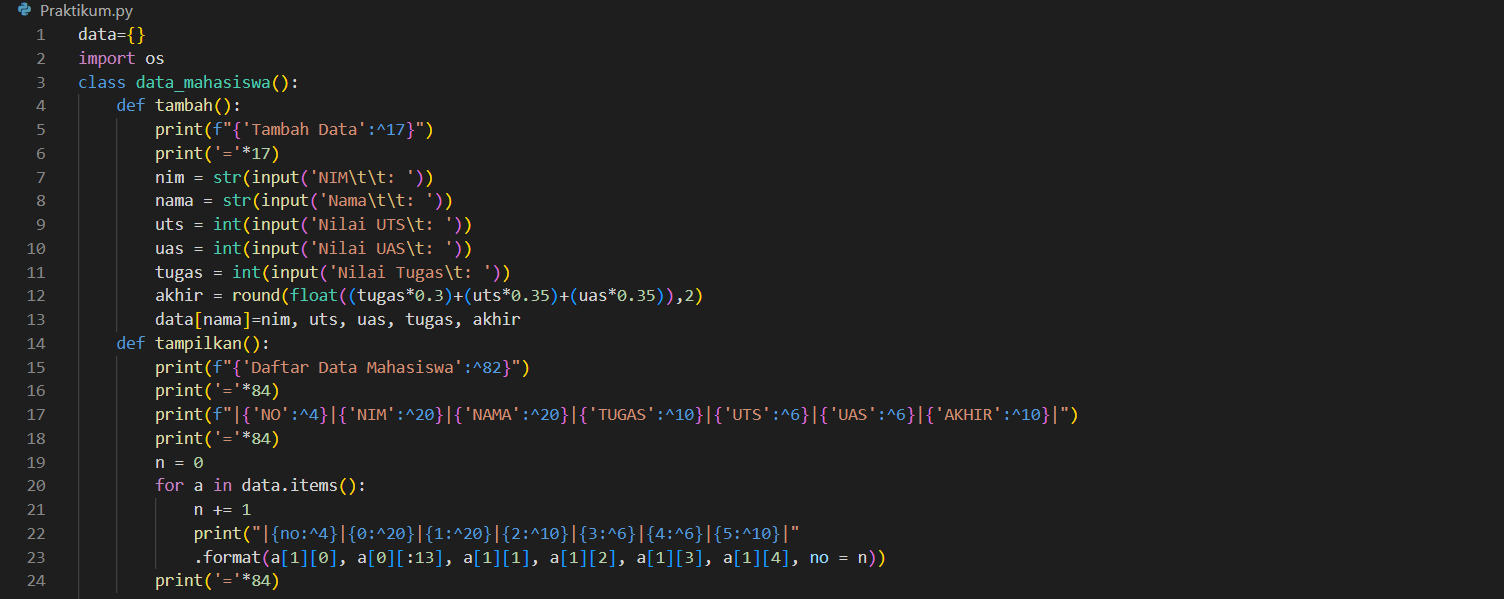 Praktikum.py
1 data={}
2 import os
3 class data_mahasiswa():
4     def tambah():
5         print(f"{'Tambah Data':^17}")
6         print('='*17)
7         nim = str(input('NIM\t\t: '))
8         nama = str(input('Nama\t\t: '))
9         uts = int(input('Nilai UTS\t: '))
10         uas = int(input('Nilai UAS\t: '))
11         tugas = int(input('Nilai Tugas\t: '))
12         akhir = round(float((tugas*0.3)+(uts*0.35)+(uas*0.35)),2)
13         data[nama]=nim, uts, uas, tugas, akhir
14     def tampilkan():
15         print(f"{'Daftar Data Mahasiswa':^82}")
16         print('='*84)
17         print(f"|{'NO':^4}|{'NIM':^20}|{'NAMA':^20}|{'TUGAS':^10}|{'UTS':^6}|{'UAS':^6}|{'AKHIR':^10}|")
18         print('='*84)
19         n = 0
20         for a in data.items():
21             n += 1
22             print("|{no:^4}|{0:^20}|{1:^20}|{2:^10}|{3:^6}|{4:^6}|{5:^10}|"
23             .format(a[1][0], a[0][:13], a[1][1], a[1][2], a[1][3], a[1][4], no = n))
24         print('='*84)